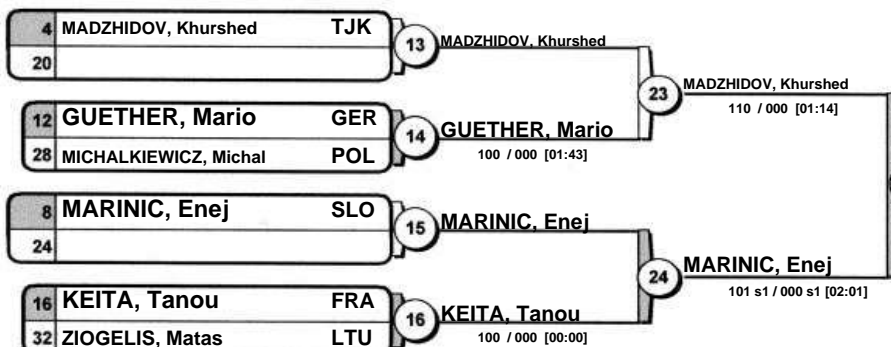 4 MADZHIDOV, Khurshed TJK
20
13 MADZHIDOV, Khurshed
12 GUETHER, Mario GER
28 MICHALKIEWICZ, Michal POL
14 GUETHER, Mario
100 / 000 [01:43]
23 MADZHIDOV, Khurshed
110 / 000 [01:14]
8 MARINIC, Enej SLO
24
15 MARINIC, Enej
16 KEITA, Tanou FRA
32 ZIOGELIS, Matas LTU
16 KEITA, Tanou
100 / 000 [00:00]
24 MARINIC, Enej
101 s1 / 000 s1 [02:01]